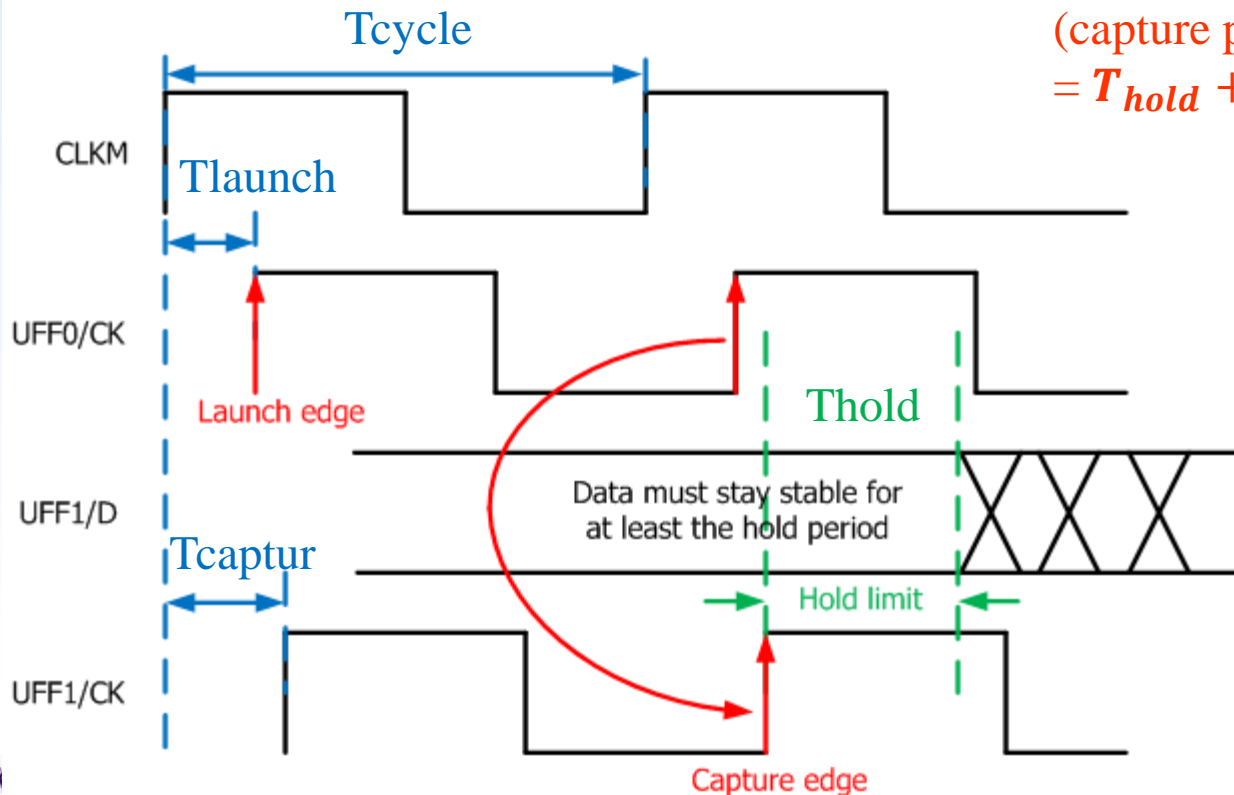 Tcycle
(capture p
= T_hold +
CLKM
Tlaunch
UFF0/CK
Launch edge
Thold
UFF1/D
Data must stay stable for
at least the hold period
Tcaptur
Hold limit
UFF1/CK
Capture edge